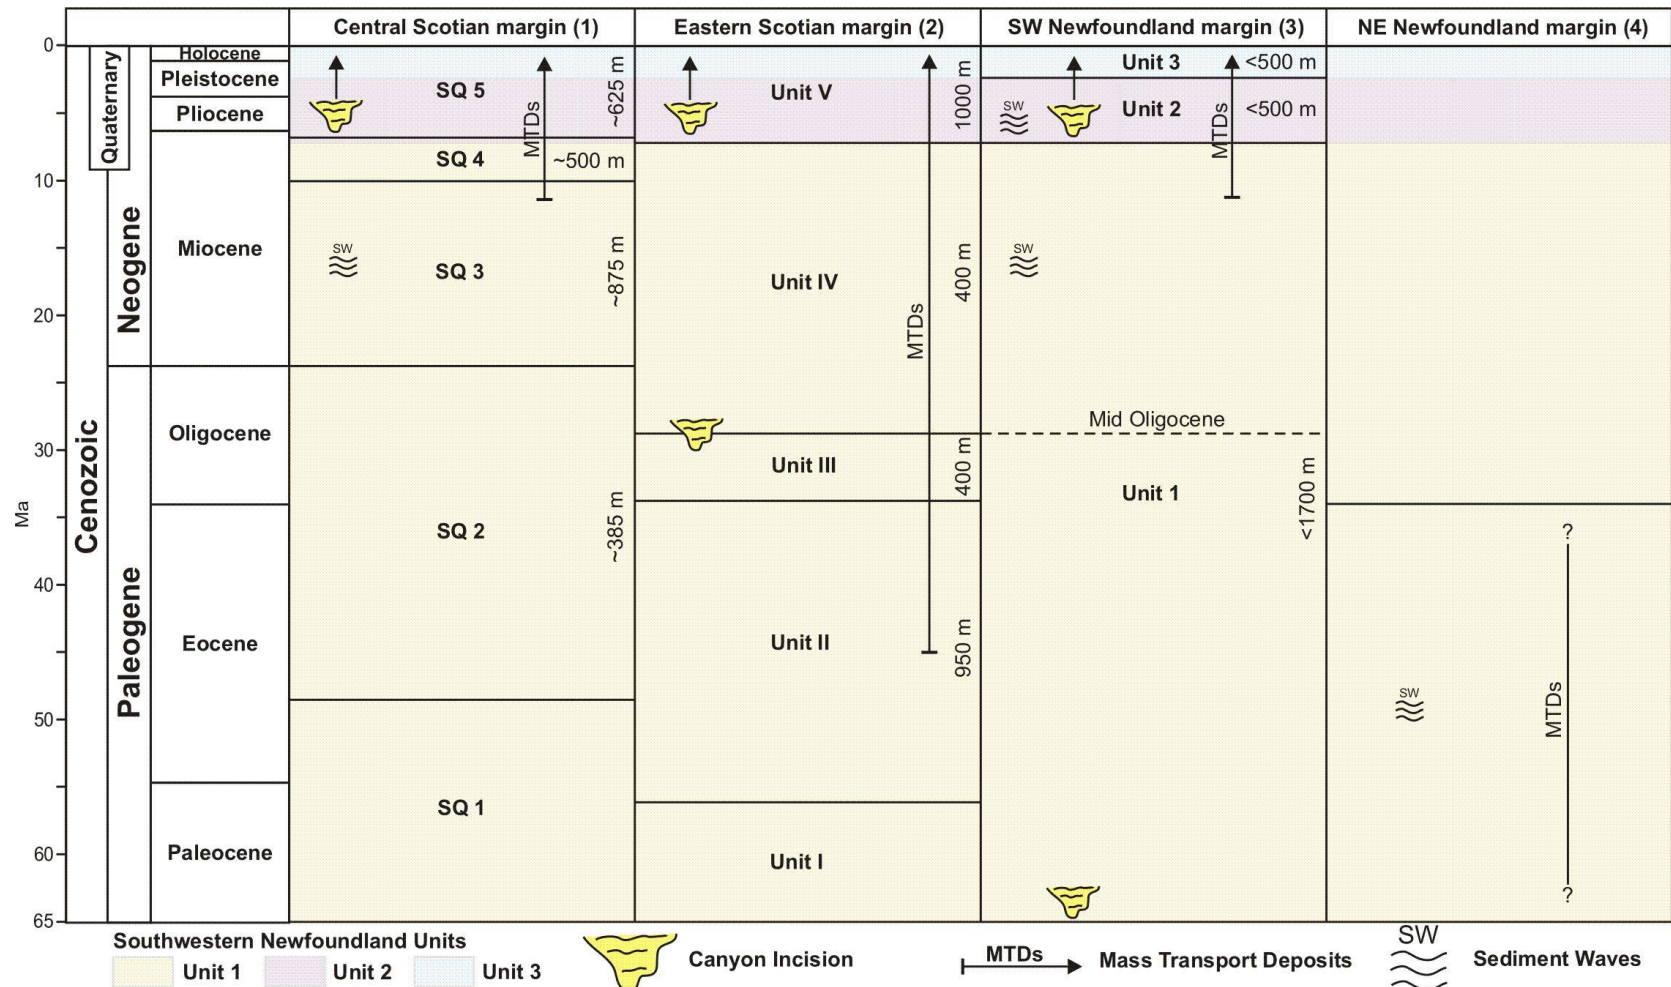 Central Scotian margin (1)
Eastern Scotian margin (2)
SW Newfoundland margin (3)
NE Newfoundland margin (4)
0
10
20
30
40
50
60
65
Ma
Cenozoic
Quaternary
Neogene
Paleogene
Holocene
Pleistocene
Pliocene
Miocene
Oligocene
Eocene
Paleocene
SQ 5
~625 m
MTDs
SQ 4
~500 m
SW
SQ 3
~875 m
SQ 2
~385 m
SQ 1
Unit V
1000 m
Unit IV
400 m
MTDs
Unit III
400 m
Unit II
950 m
Unit I
Unit 3
<500 m
SW
Unit 2
<500 m
MTDs
SW
Mid Oligocene
Unit 1
<1700 m
?
SW
MTDs
?
Southwestern Newfoundland Units
Unit 1
Unit 2
Unit 3
Canyon Incision
MTDs
Mass Transport Deposits
SW
Sediment Waves